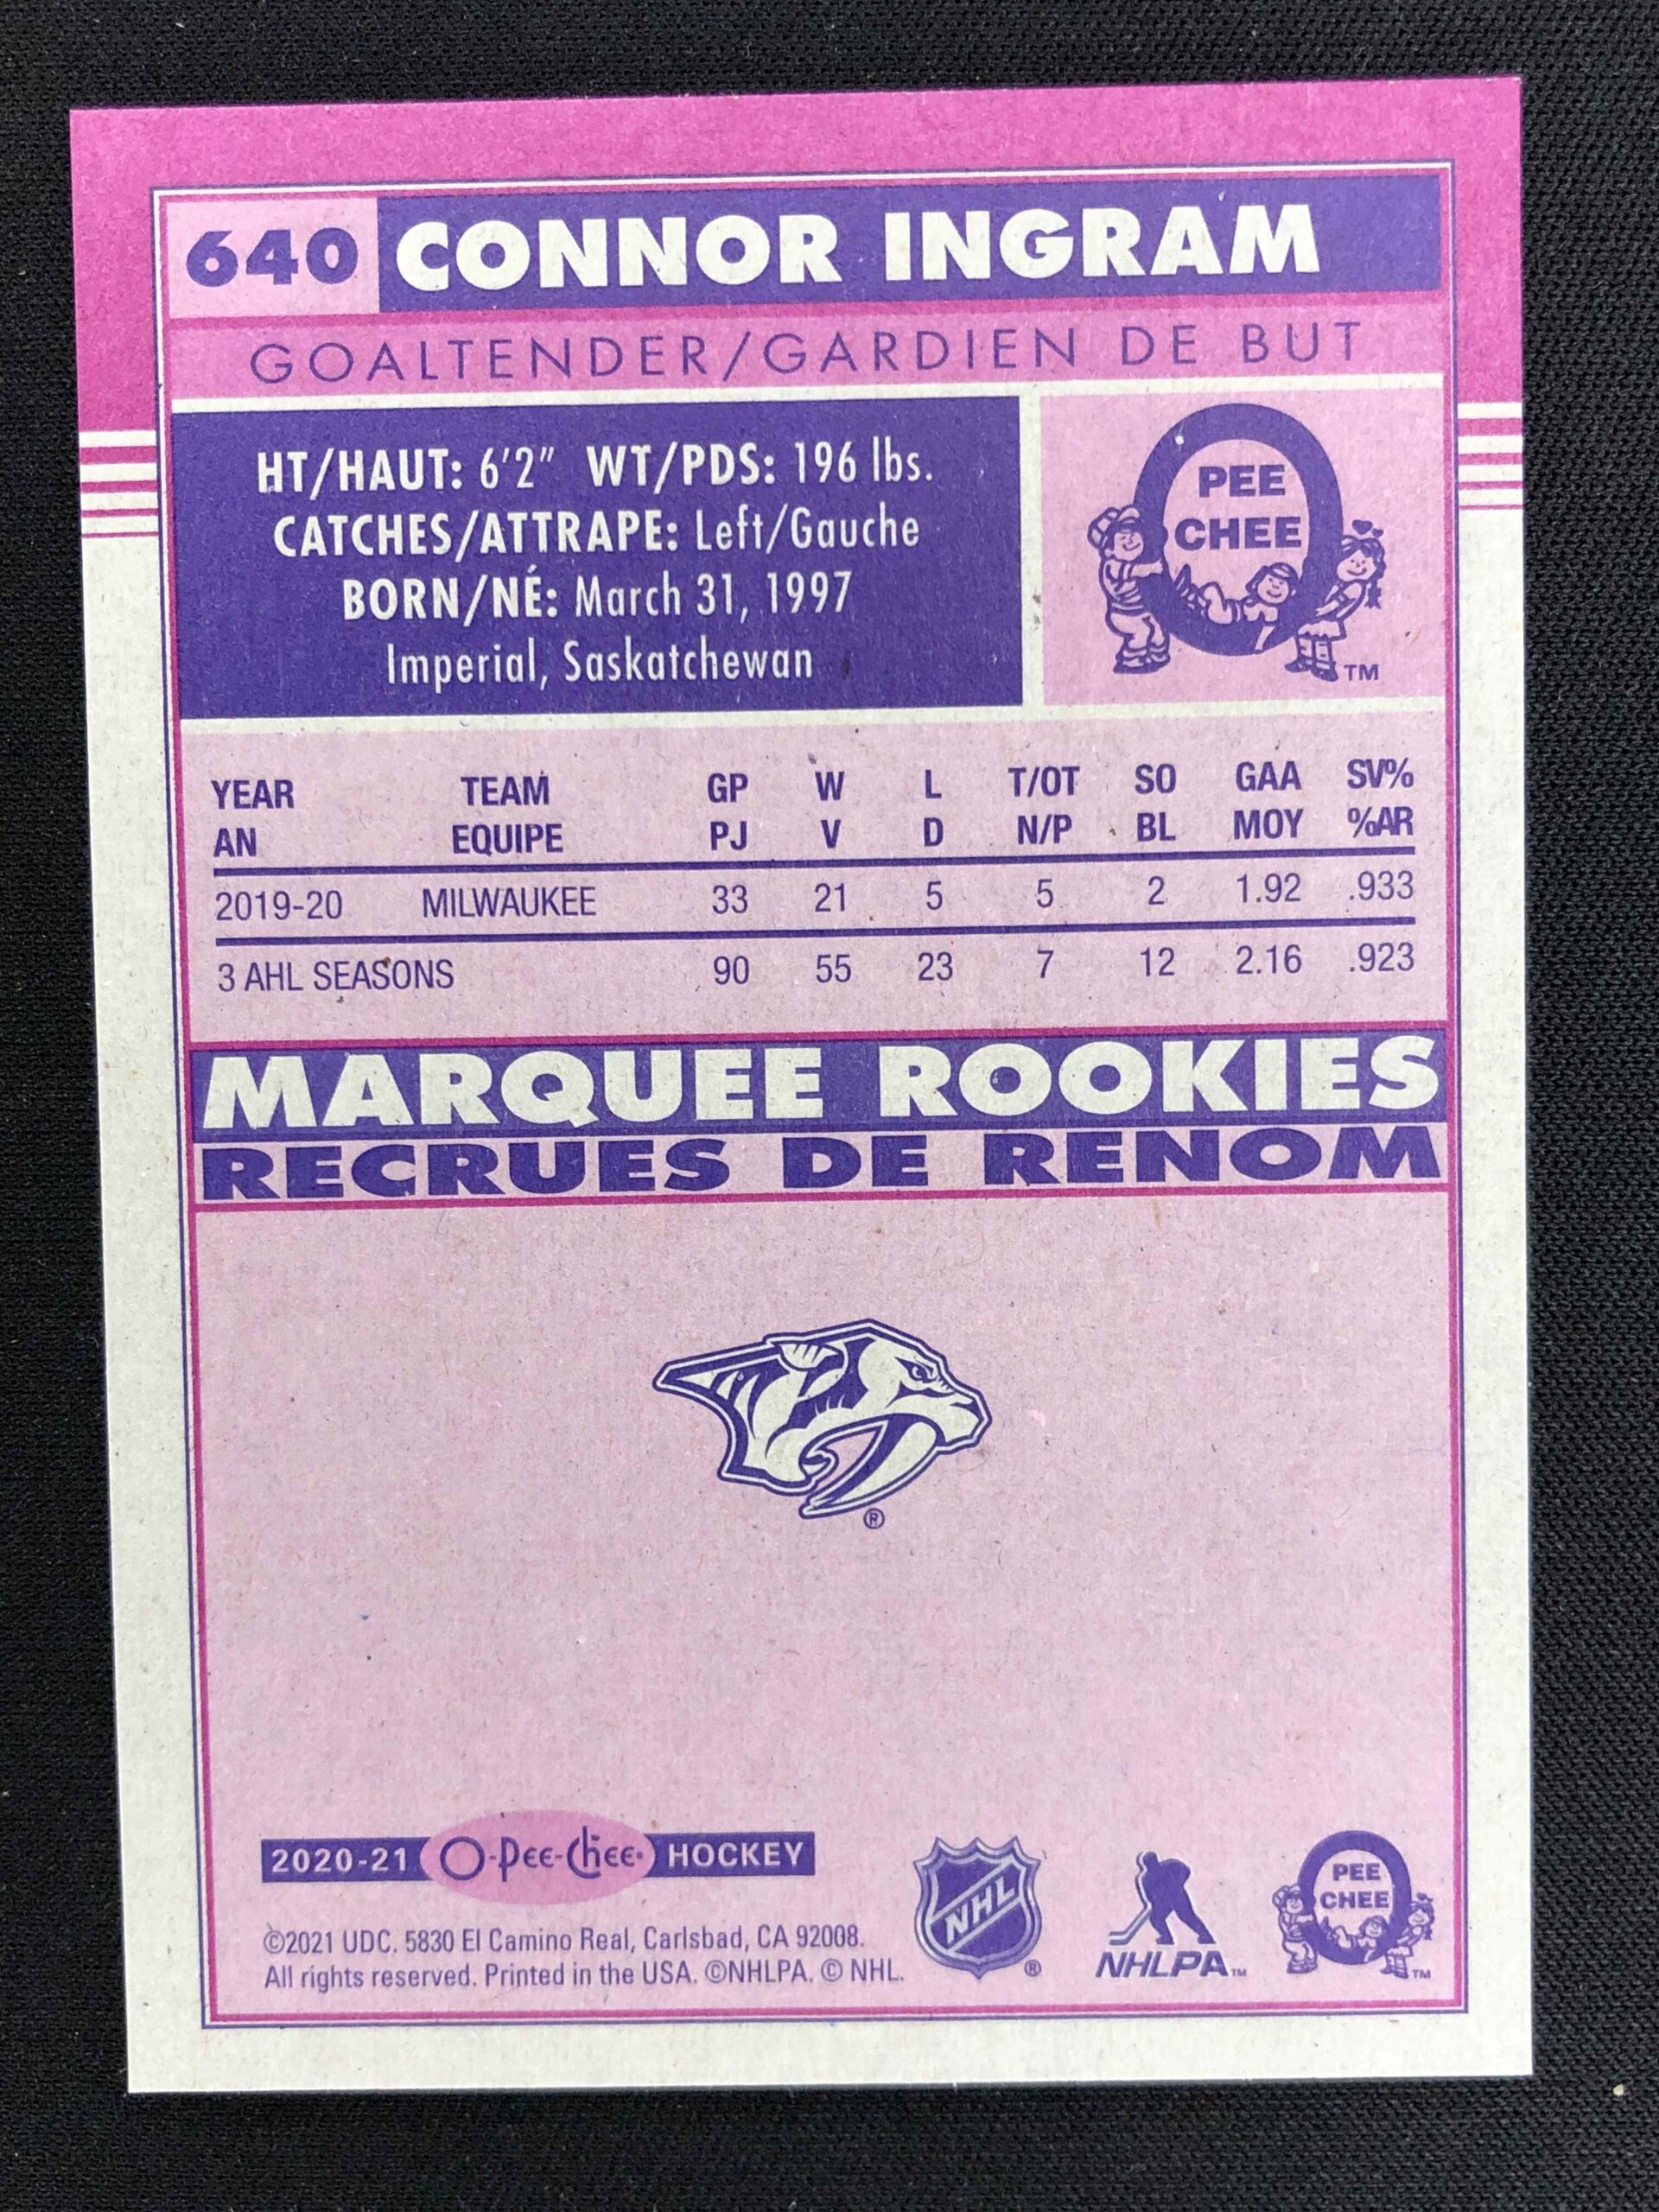 640 CONNOR INGRAM
GOALTENDER/GARDIEN DE BUT
HT/HAUT: 6'2" WT/PDS: 196 lbs.
CATCHES/ATTRAPE: Left/Gauche
BORN/NÉ: March 31, 1997
Imperial, Saskatchewan
O
PEE
CHEE
TM
YEAR TEAM GP W L T/OT SO GAA SV%
AN EQUIPE PJ V D N/P BL MOY %AR
2019-20 MILWAUKEE 33 21 5 5 2 1.92 .933
3 AHL SEASONS 90 55 23 7 12 2.16 .923
MARQUEE ROOKIES
RECRUES DE RENOM
®
2020-21 O-Pee-Chee HOCKEY
©2021 UDC. 5830 El Camino Real, Carlsbad, CA 92008.
All rights reserved. Printed in the USA. ©NHLPA. © NHL.
NHL ®
NHLPA TM
O
PEE
CHEE
TM